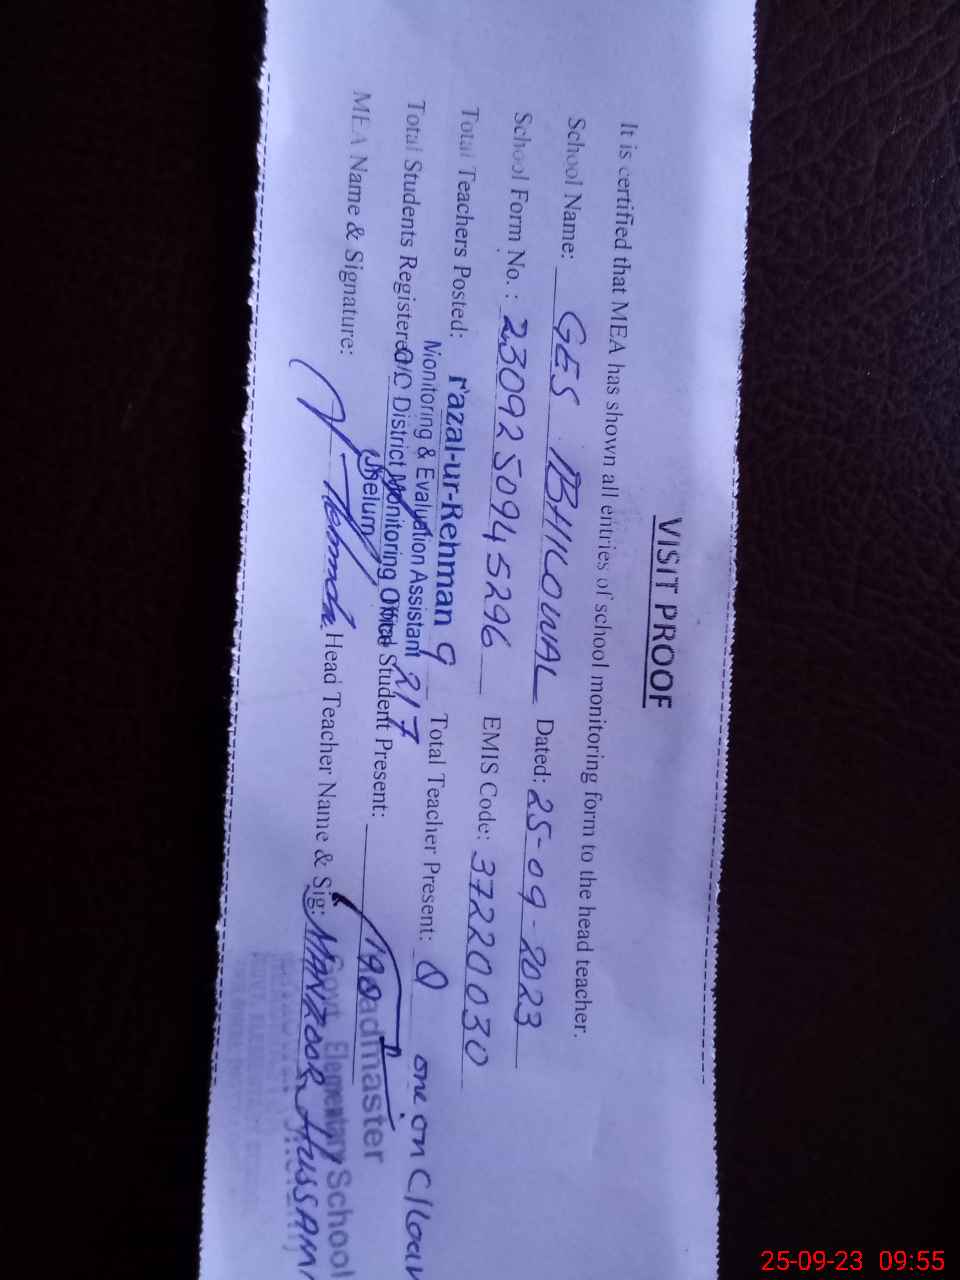 VISIT PROOF
It is certified that MEA has shown all entries of school monitoring form to the head teacher.
School Name: GES BHILOWAL Dated: 25-09-2023
School Form No.: 2309250945296 EMIS Code: 37220030
Total Teachers Posted: 9 Total Teacher Present: one on C/leav
Total Students Registered: 217 Student Present: 190
MEA Name & Signature: Head Teacher Name & Sig: MANZOOR HUSSAIN
azal-ur-Rehman
Monitoring & Evaluation Assistant
O/O District Monitoring Office
Jhelum
Headmaster
Govt. Elementary School
25-09-23 09:55